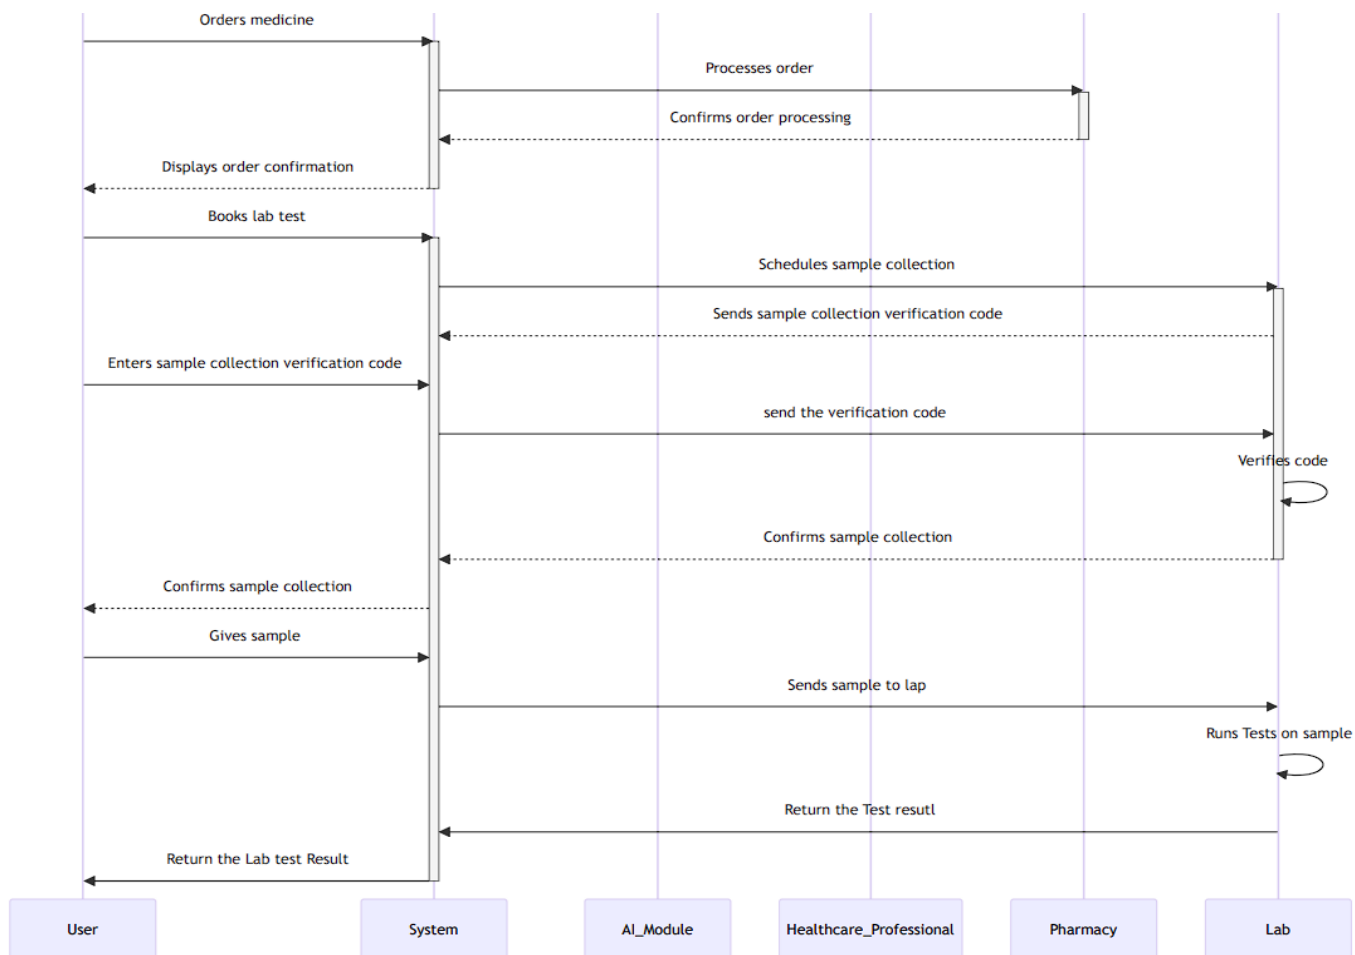 Orders medicine
Processes order
Confirms order processing
Displays order confirmation
Books lab test
Schedules sample collection
Sends sample collection verification code
Enters sample collection verification code
send the verification code
Verifies code
Confirms sample collection
Confirms sample collection
Gives sample
Sends sample to lap
Runs Tests on sample
Return the Test resutl
Return the Lab test Result
User
System
AI_Module
Healthcare_Professional
Pharmacy
Lab